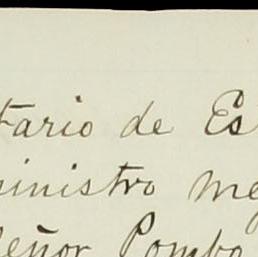 tario de Es
inistro me
eñor Pombo